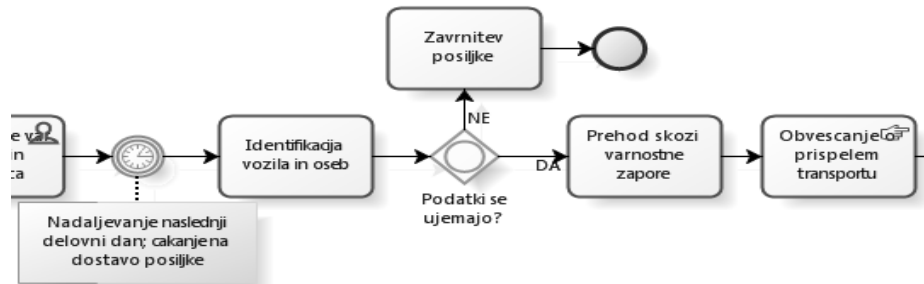 Zavrnitev
posiljke
NE
in
Identifikacija
vozila in oseb
DA
Prehod skozi
varnostne
zapore
Obvescanje o
prispelem
transportu
Podatki se
ujemajo?
Nadaljevanje naslednji
delovni dan; cakanje na
dostavo posiljke